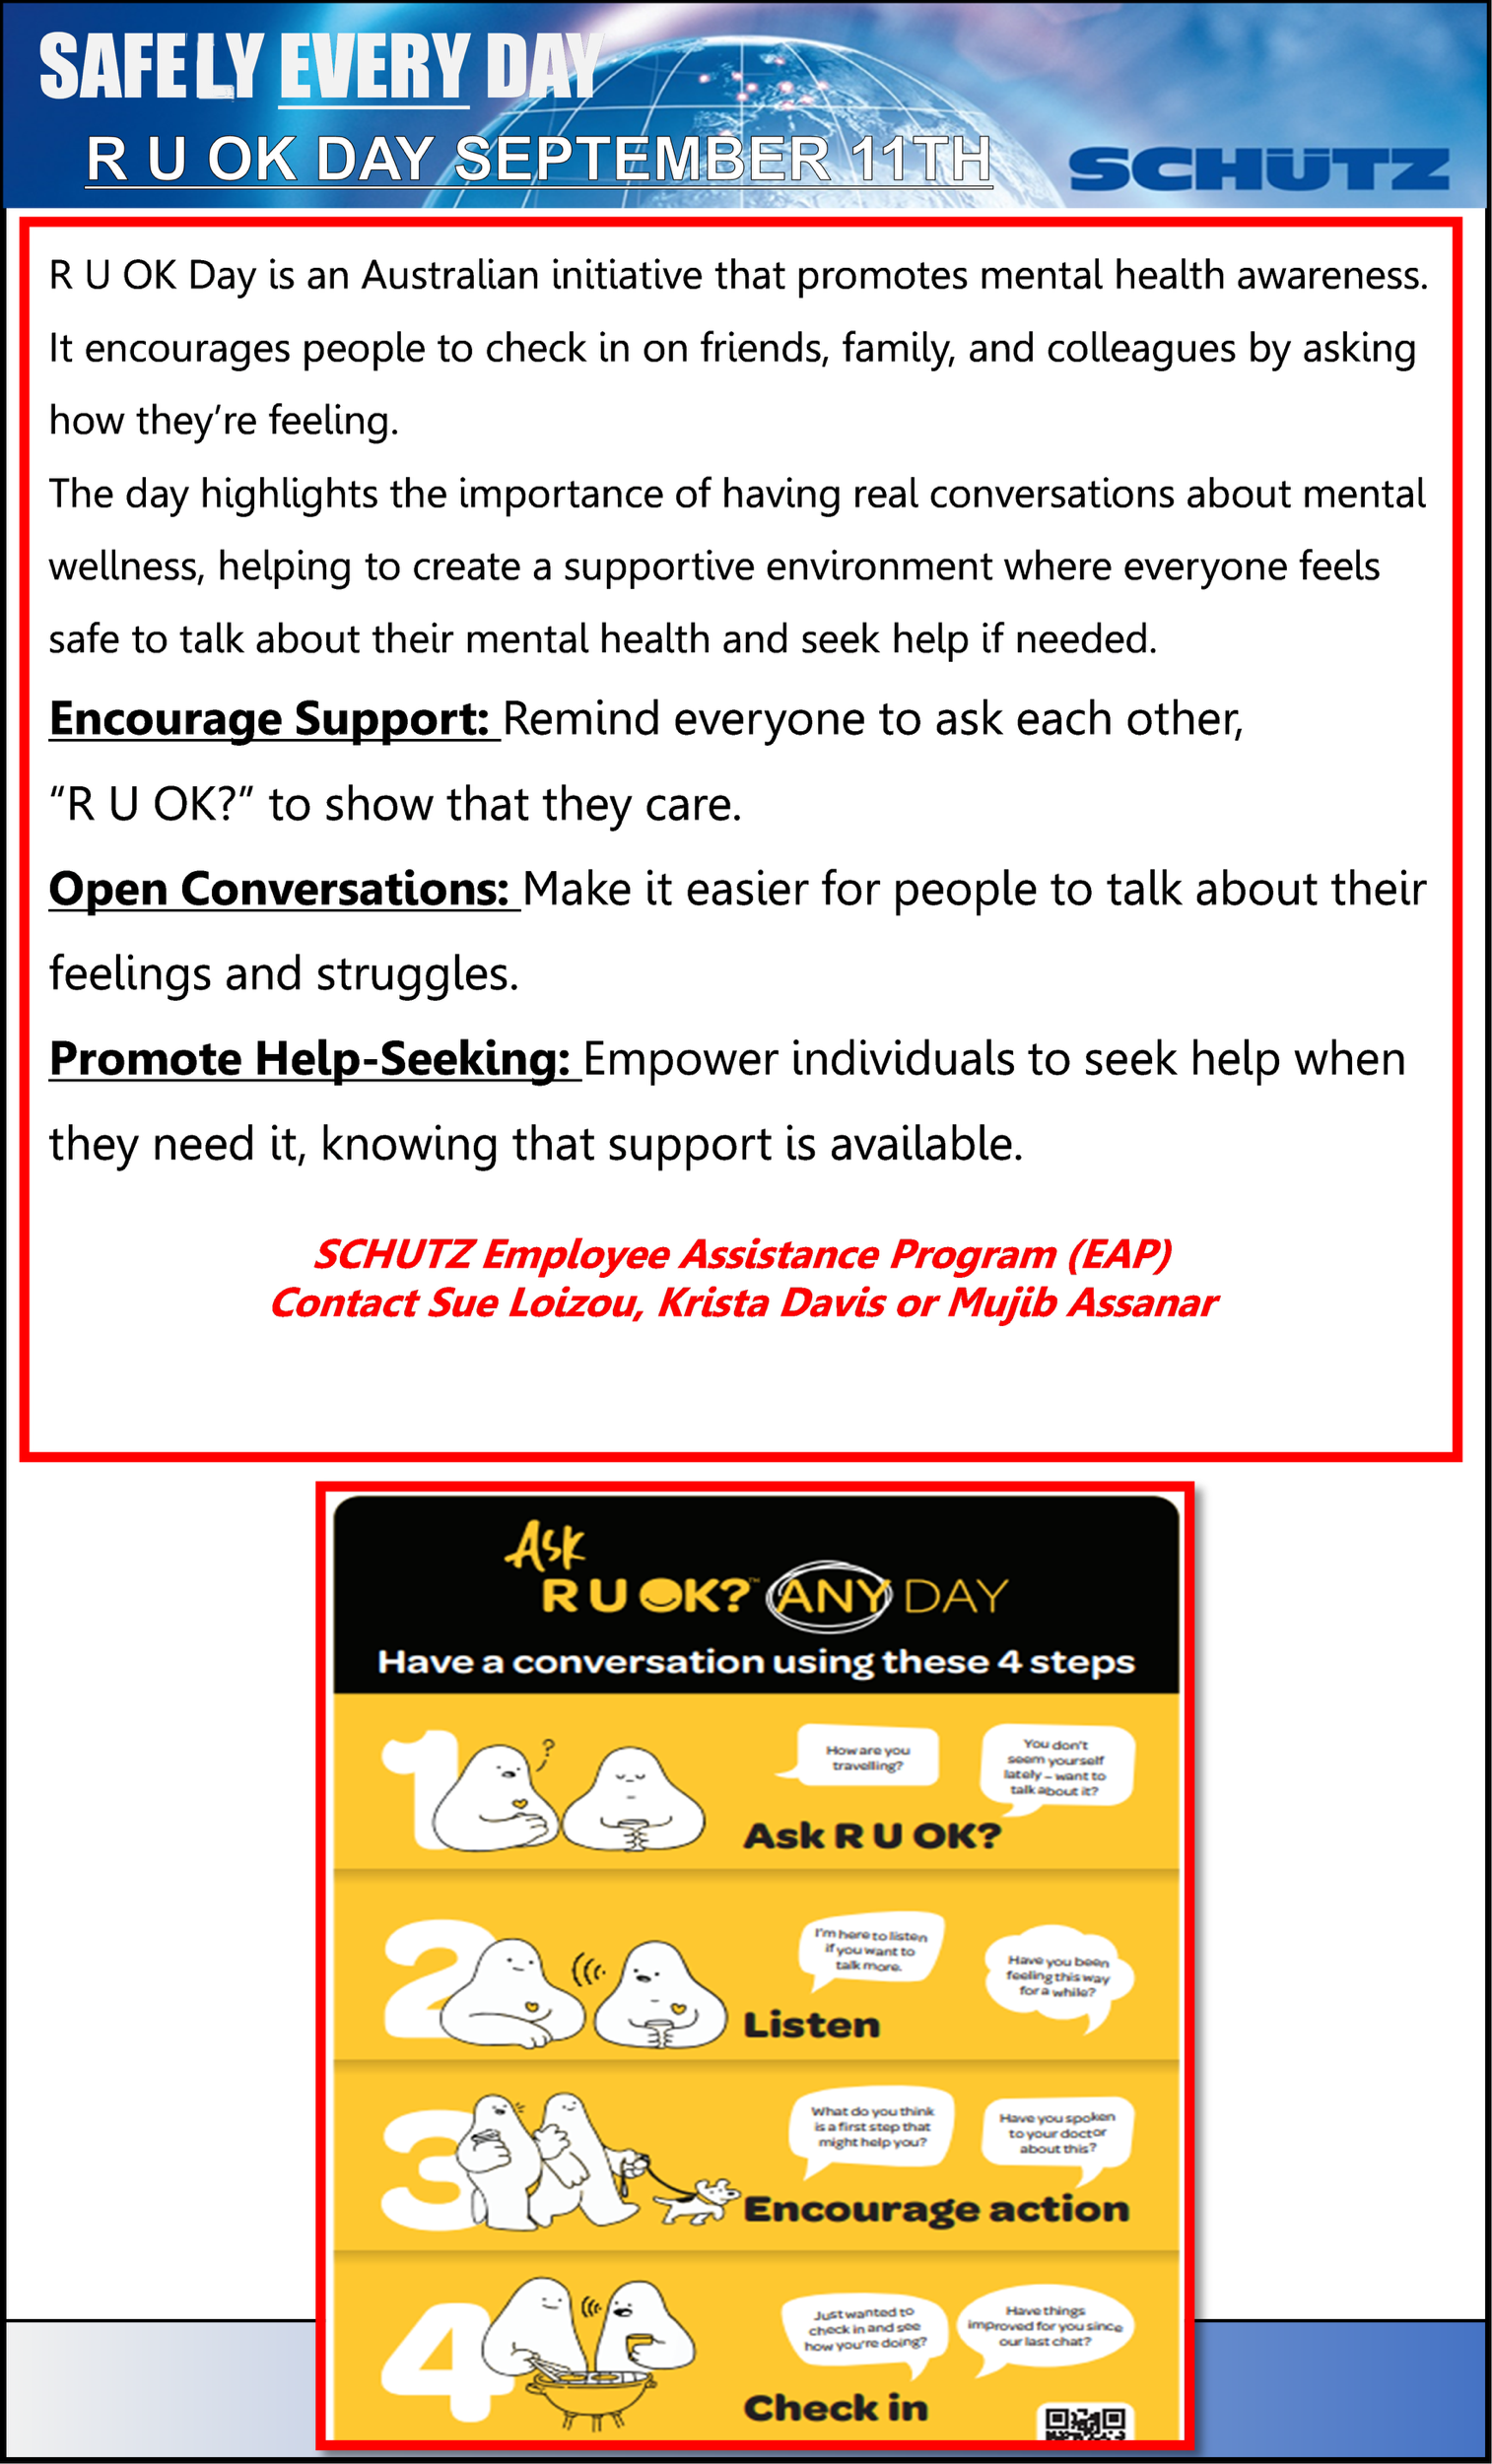 SAFELY EVERY DAY
R U OK DAY SEPTEMBER 11TH
SCHÜTZ
R U OK Day is an Australian initiative that promotes mental health awareness.
It encourages people to check in on friends, family, and colleagues by asking
how they’re feeling.
The day highlights the importance of having real conversations about mental
wellness, helping to create a supportive environment where everyone feels
safe to talk about their mental health and seek help if needed.
Encourage Support: Remind everyone to ask each other,
“R U OK?” to show that they care.
Open Conversations: Make it easier for people to talk about their
feelings and struggles.
Promote Help-Seeking: Empower individuals to seek help when
they need it, knowing that support is available.
SCHUTZ Employee Assistance Program (EAP)
Contact Sue Loizou, Krista Davis or Mujib Assanar
Ask
R U OK?™ ANY DAY
Have a conversation using these 4 steps
1
?
How are you
travelling?
You don't
seem yourself
lately – want to
talk about it?
Ask R U OK?
2
I'm here to listen
if you want to
talk more.
Have you been
feeling this way
for a while?
Listen
3
What do you think
is a first step that
might help you?
Have you spoken
to your doctor
about this?
Encourage action
4
Just wanted to
check in and see
how you're doing?
Have things
improved for you since
our last chat?
Check in